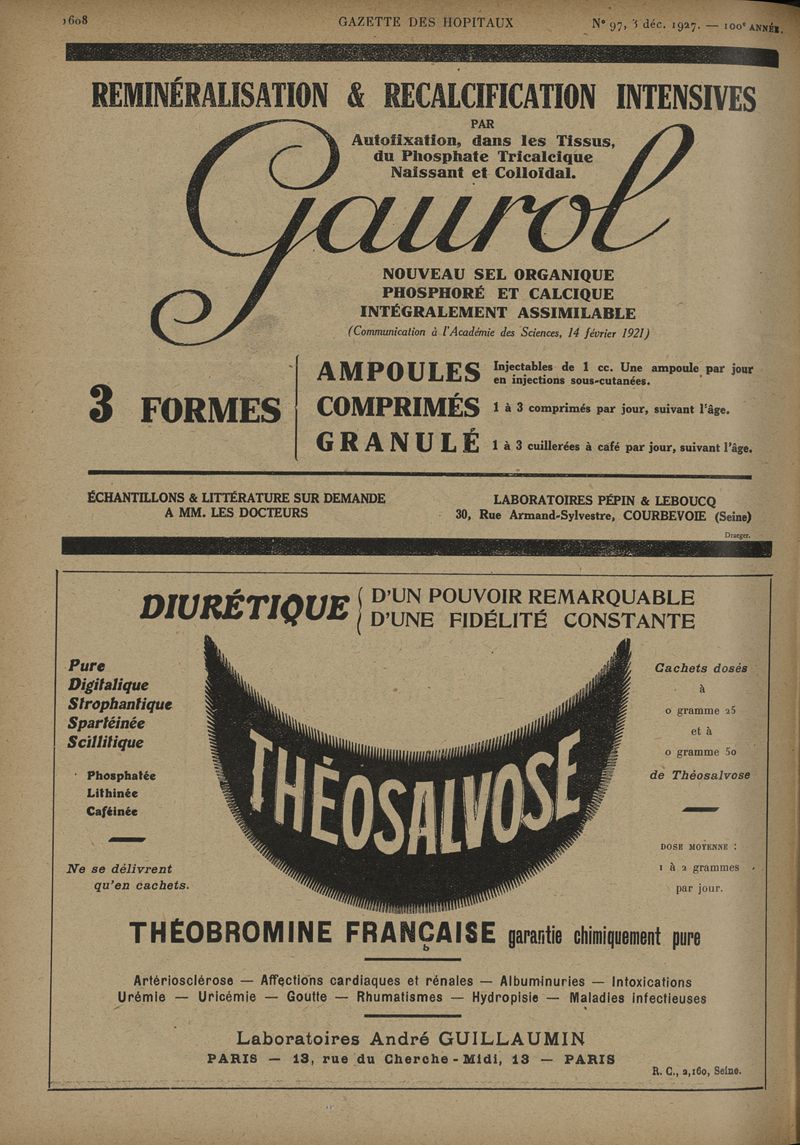 1608 GAZETTE DES HOPITAUX N° 97, 3 déc. 1927. — 100e ANNÉE.
REMINÉRALISATION & RECALCIFICATION INTENSIVES
PAR
Autofixation, dans les Tissus,
du Phosphate Tricalcique
Naissant et Colloïdal.
Gaurol
NOUVEAU SEL ORGANIQUE
PHOSPHORÉ ET CALCIQUE
INTÉGRALEMENT ASSIMILABLE
(Communication à l'Académie des Sciences, 14 février 1921)
3 FORMES
AMPOULES Injectables de 1 cc. Une ampoule par jour
en injections sous-cutanées.
COMPRIMÉS 1 à 3 comprimés par jour, suivant l'âge.
GRANULÉ 1 à 3 cuillerées à café par jour, suivant l'âge.
ÉCHANTILLONS & LITTÉRATURE SUR DEMANDE
A MM. LES DOCTEURS
LABORATOIRES PÉPIN & LEBOUCQ
30, Rue Armand-Sylvestre, COURBEVOIE (Seine)
Draeger.
DIURÉTIQUE
D'UN POUVOIR REMARQUABLE
D'UNE FIDÉLITÉ CONSTANTE
Pure
Digitalique
Strophantique
Spartéinée
Scillitique
Phosphatée
Lithinée
Caféinée
Ne se délivrent
qu'en cachets.
THÉOSALVOSE
Cachets dosés
à
0 gramme 25
et à
0 gramme 50
de Théosalvose
DOSE MOYENNE :
1 à 2 grammes
par jour.
THÉOBROMINE FRANÇAISE garantie chimiquement pure
b
Artériosclérose — Affections cardiaques et rénales — Albuminuries — Intoxications
Urémie — Uricémie — Goutte — Rhumatismes — Hydropisie — Maladies infectieuses
Laboratoires André GUILLAUMIN
PARIS — 13, rue du Cherche-Midi, 13 — PARIS
R. C., 2,160, Seine.